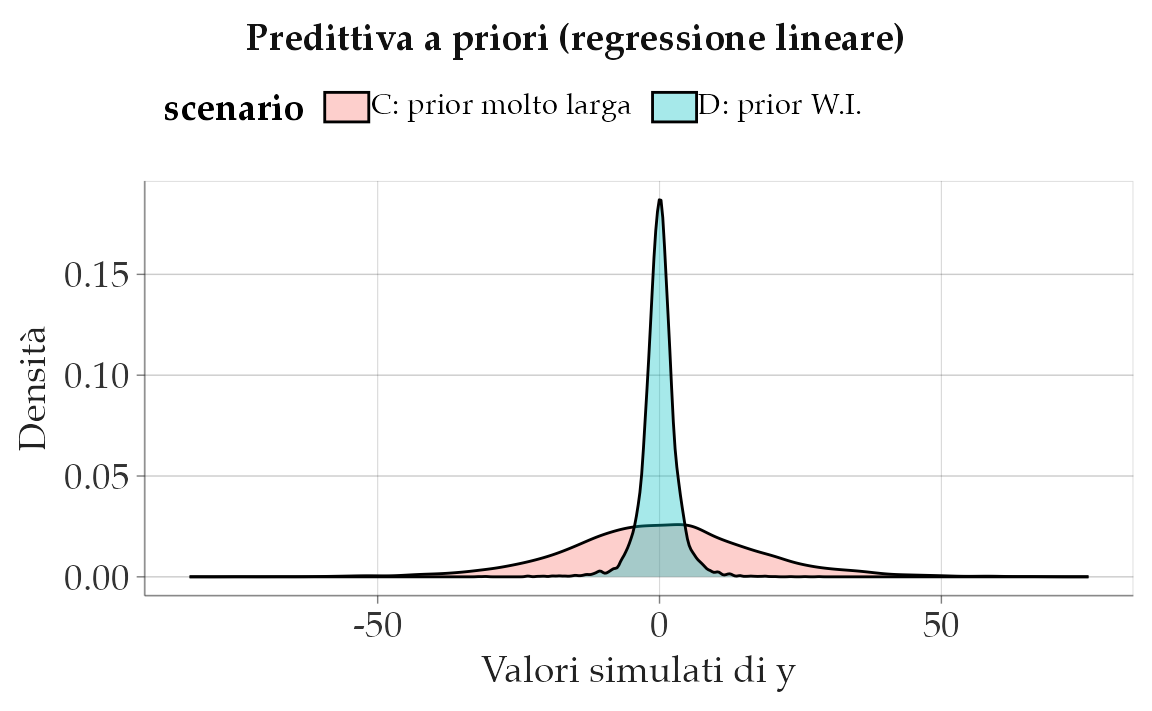 Predittiva a priori (regressione lineare)
scenario C: prior molto larga D: prior W.I.
Densità
0.15
0.10
0.05
0.00
-50 0 50
Valori simulati di y